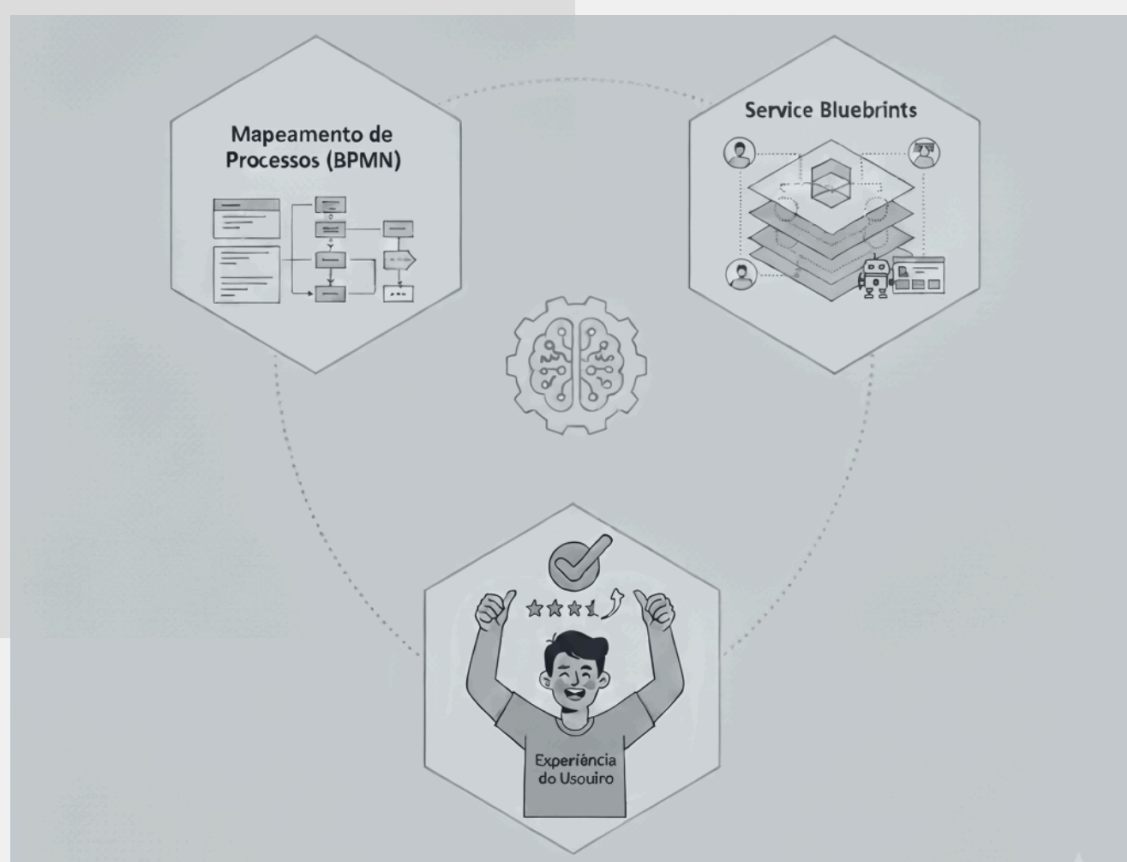 Mapeamento de
Processos (BPMN)
Service Bluebrints
Experiência
do Usouiro